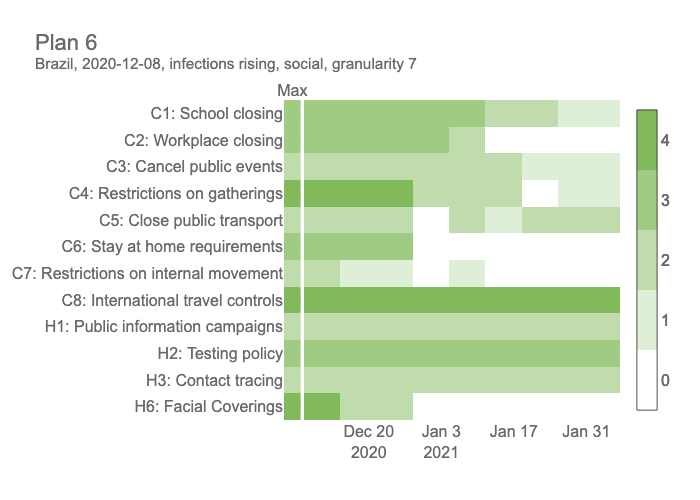 Plan 6
Brazil, 2020-12-08, infections rising, social, granularity 7
Max
C1: School closing
C2: Workplace closing
C3: Cancel public events
C4: Restrictions on gatherings
C5: Close public transport
C6: Stay at home requirements
C7: Restrictions on internal movement
C8: International travel controls
H1: Public information campaigns
H2: Testing policy
H3: Contact tracing
H6: Facial Coverings
Dec 20 Jan 3 Jan 17 Jan 31
2020 2021
4
3
2
1
0